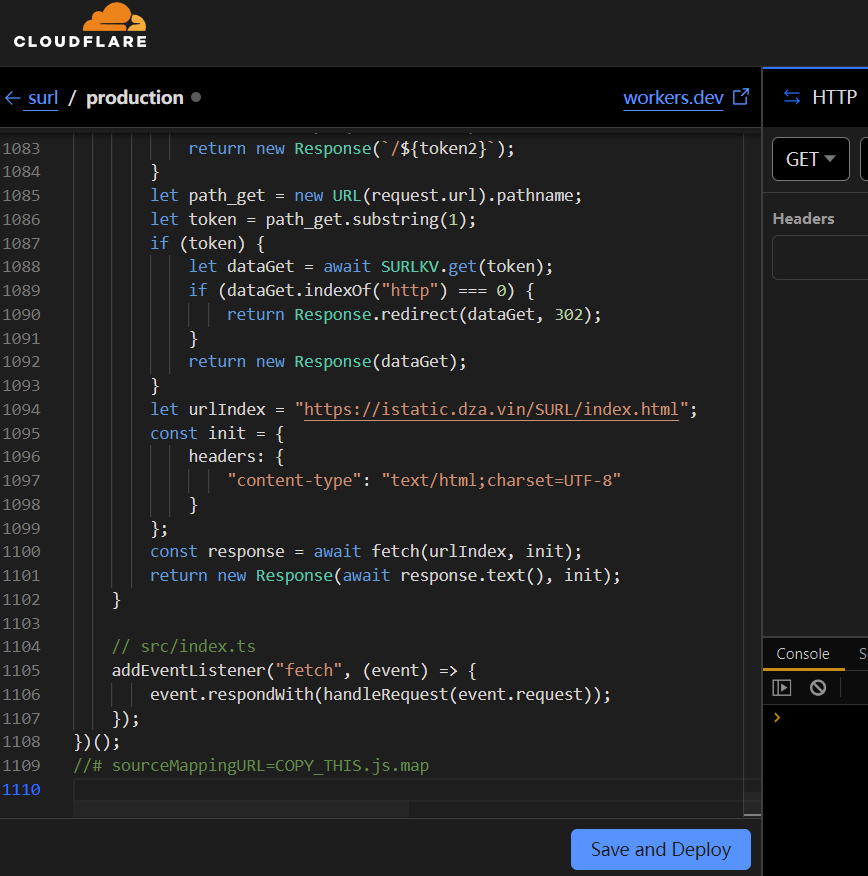 CLOUDFLARE
surl / production
workers.dev
HTTP
GET
Headers
1083 return new Response(`/${token2}`);
1084 }
1085 let path_get = new URL(request.url).pathname;
1086 let token = path_get.substring(1);
1087 if (token) {
1088 let dataGet = await SURLKV.get(token);
1089 if (dataGet.indexOf("http") === 0) {
1090 return Response.redirect(dataGet, 302);
1091 }
1092 return new Response(dataGet);
1093 }
1094 let urlIndex = "https://istatic.dza.vin/SURL/index.html";
1095 const init = {
1096 headers: {
1097 "content-type": "text/html;charset=UTF-8"
1098 }
1099 };
1100 const response = await fetch(urlIndex, init);
1101 return new Response(await response.text(), init);
1102 }
1103
1104 // src/index.ts
1105 addEventListener("fetch", (event) => {
1106 event.respondWith(handleRequest(event.request));
1107 });
1108 })();
1109 //# sourceMappingURL=COPY_THIS.js.map
1110
Console
S
Save and Deploy